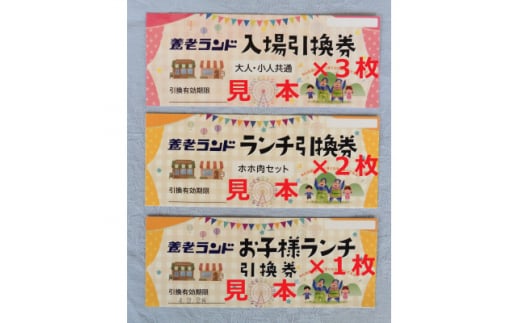 養老ランド 入場引換券
大人・小人共通 ×3枚
引換有効期限 見本
養老ランド ランチ引換券
ホホ肉セット ×2枚
引換有効期限 見本
養老ランド お子様ランチ
引換券 ×1枚
引換有効期限 見本